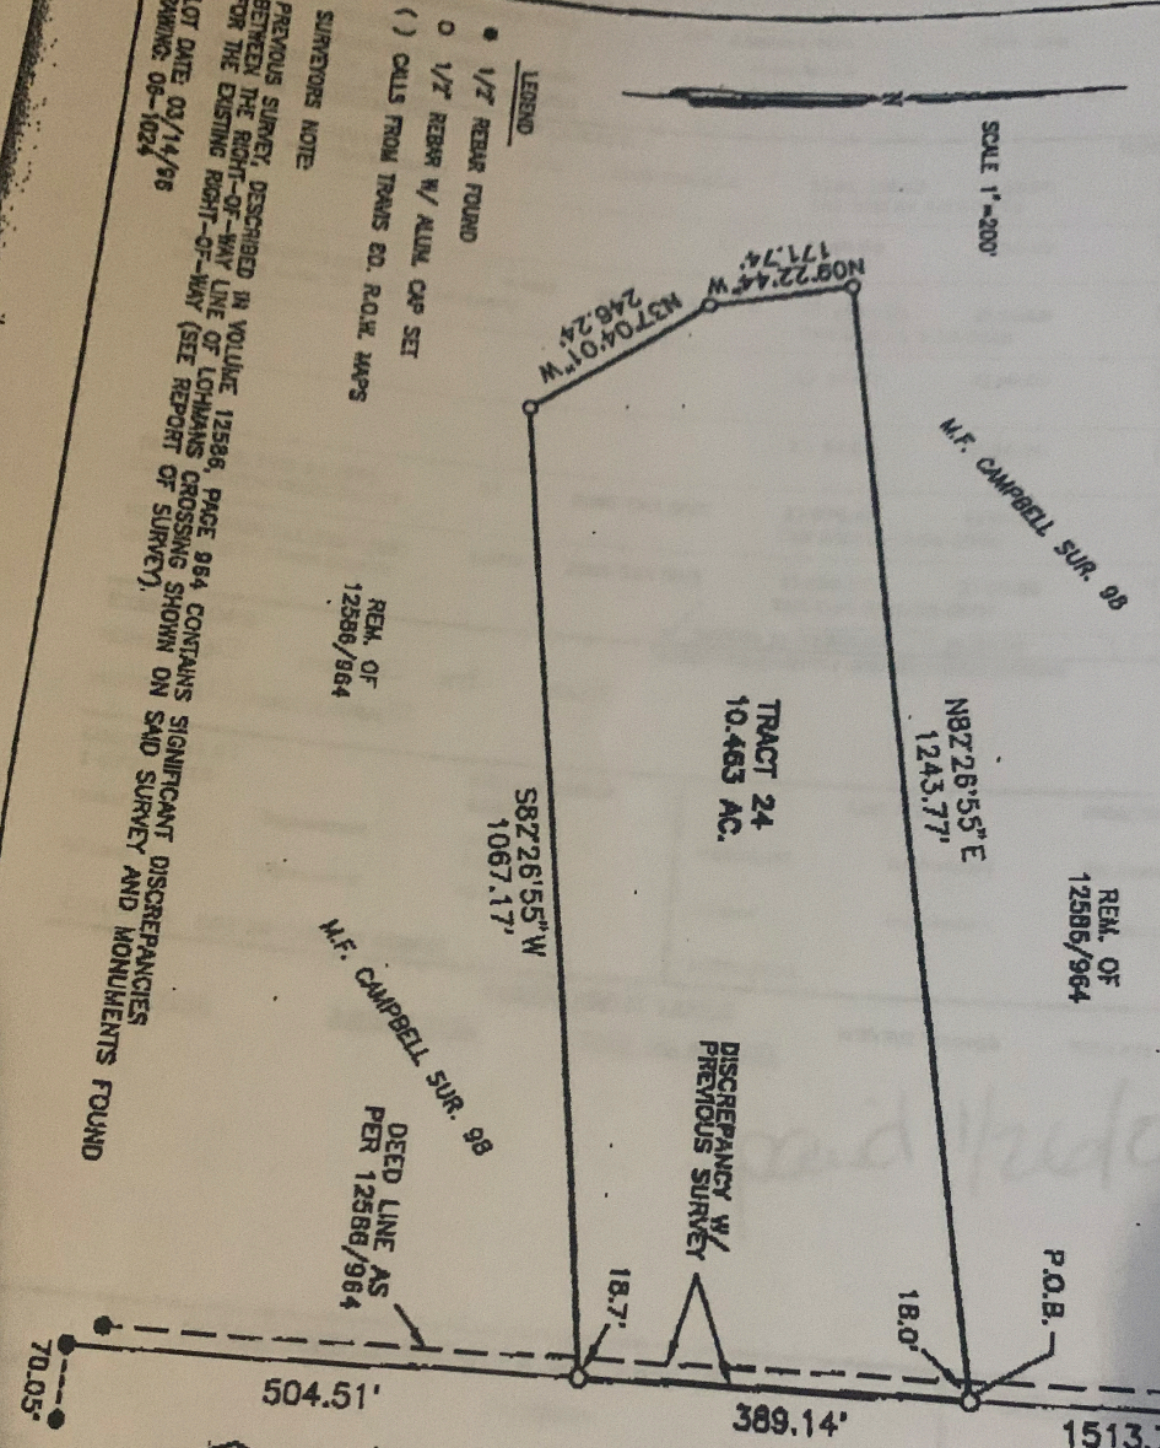 SCALE 1"=200'
N
LEGEND
1/2" REBAR FOUND
1/2" REBAR W/ ALUM. CAP SET
( ) CALLS FROM TRAVIS CO. R.O.W. MAPS
SURVEYORS NOTE:
PREVIOUS SURVEY, DESCRIBED IN VOLUME 12586, PAGE 964 CONTAINS SIGNIFICANT DISCREPANCIES
BETWEEN THE RIGHT-OF-WAY LINE OF LOHMANS CROSSING SHOWN ON SAID SURVEY AND MONUMENTS FOUND
FOR THE EXISTING RIGHT-OF-WAY (SEE REPORT OF SURVEY).
LOT DATE: 03/14/96
AWING: 06-1024
N09°22'44"W
171.74'
N37°04'01"W
246.24'
M.F. CAMPBELL SUR. 98
N82°26'55"E
1243.77'
REM. OF
12586/964
TRACT 24
10.463 AC.
REM. OF
12586/964
S82°26'55"W
1067.17'
M.F. CAMPBELL SUR. 98
DISCREPANCY W/
PREVIOUS SURVEY
DEED LINE AS
PER 12586/964
P.O.B.
18.0'
18.7'
70.05'
504.51'
389.14'
1513.